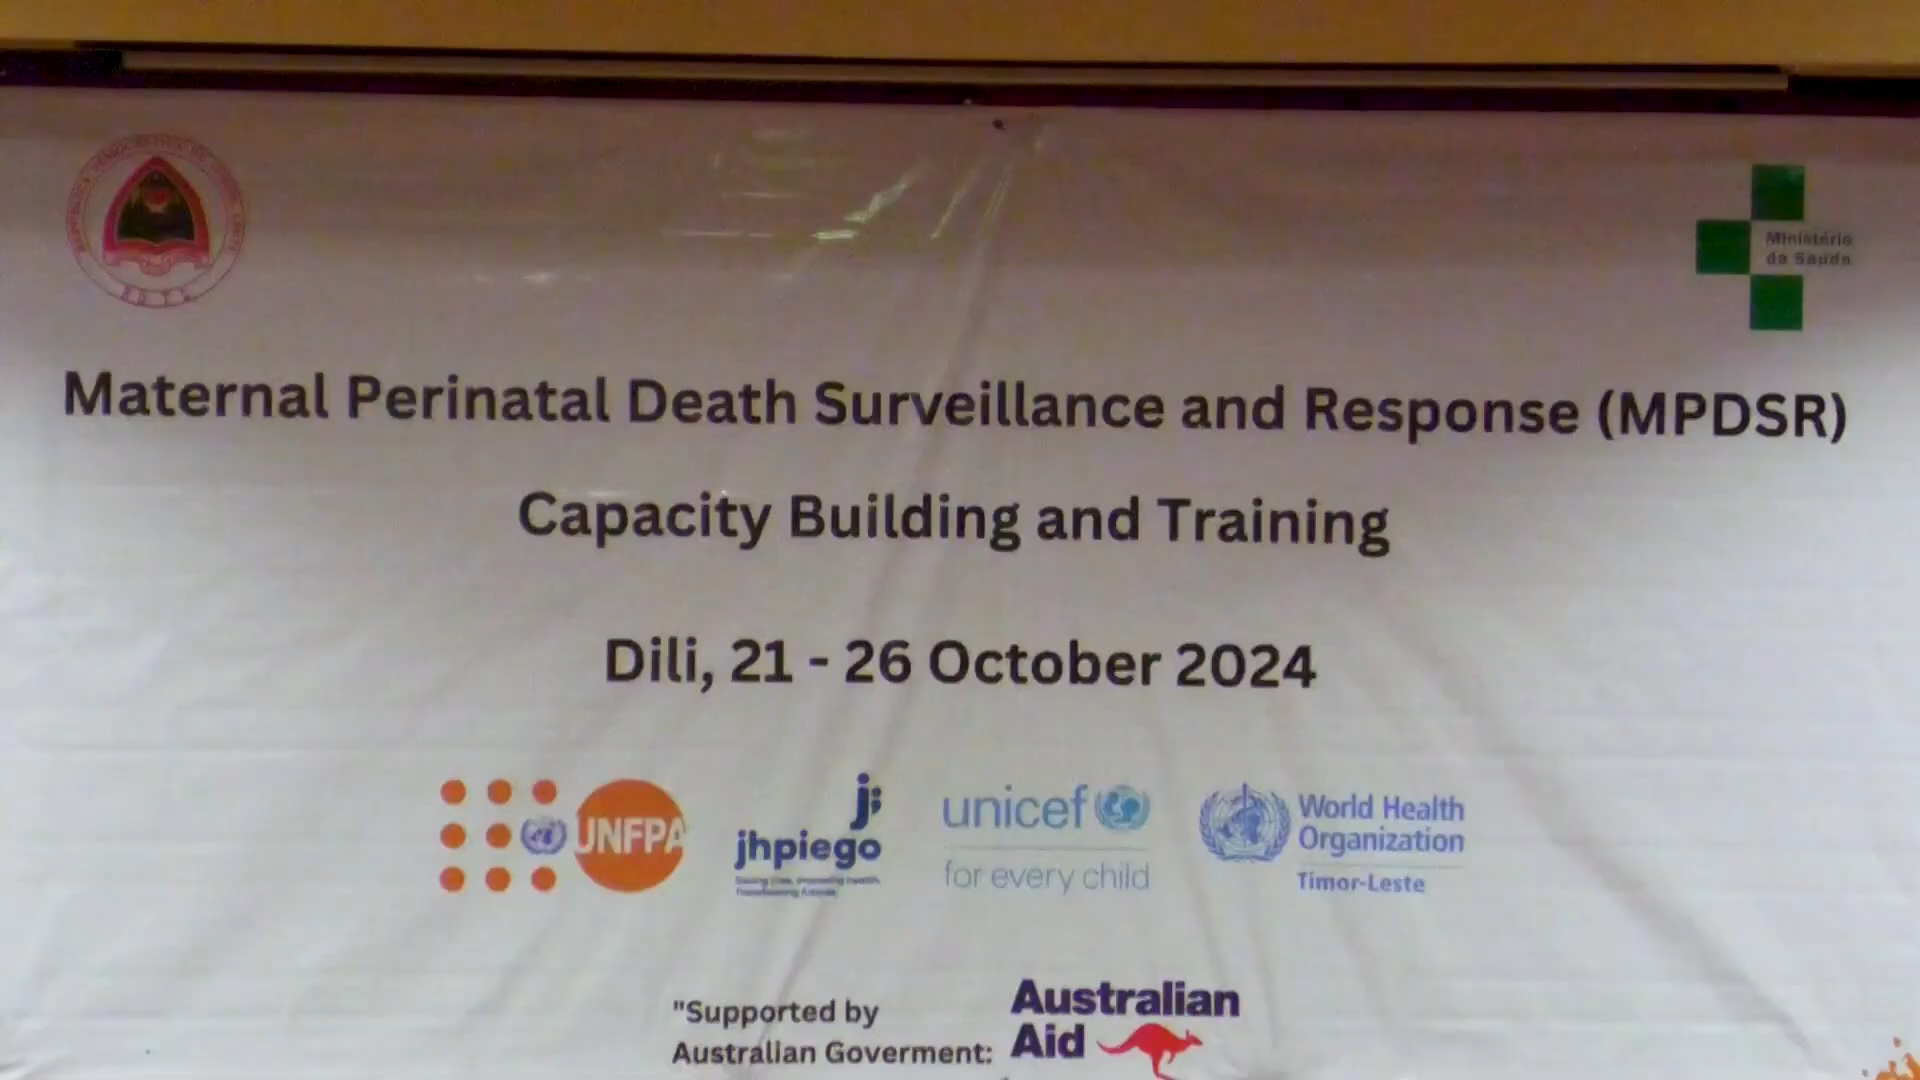 Ministério
da Saúde
Maternal Perinatal Death Surveillance and Response (MPDSR)
Capacity Building and Training
Dili, 21 - 26 October 2024
UNFPA
jhpiego
unicef
for every child
World Health
Organization
Timor-Leste
"Supported by
Australian Goverment:
Australian
Aid